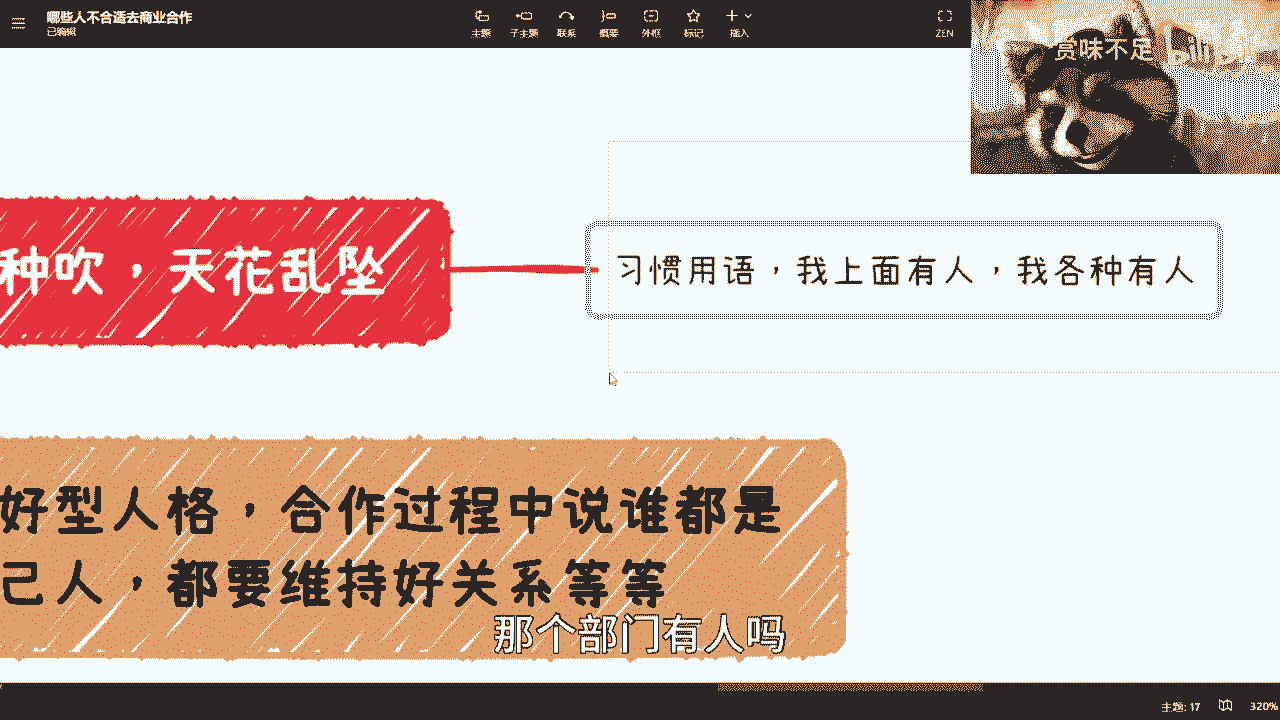 哪些人不合适去商业合作
已编辑
主题 子主题 联系 概要 外框 标记 插入 ZEN
赏味不足 bilibili
种吹，天花乱坠
习惯用语，我上面有人，我各种有人
好型人格，合作过程中说谁都是
己人，都要维持好关系等等
那个部门有人吗
主题: 17 320%